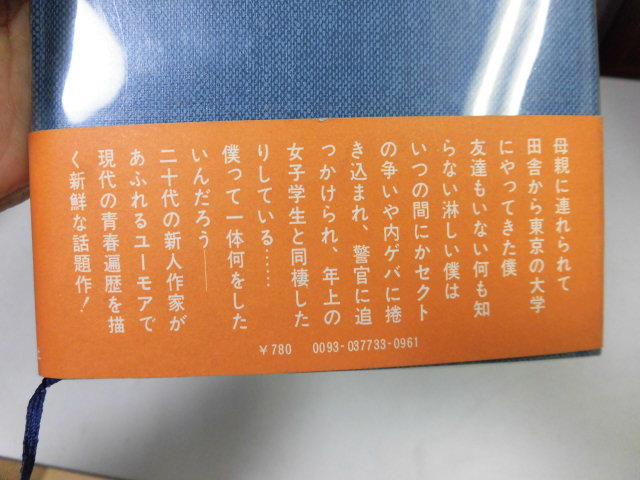 母親に連れられて
田舎から東京の大学
にやってきた僕
友達もいない何も知
らない淋しい僕は
いつの間にかセクト
の争いや内ゲバに捲
き込まれ、警官に追
つかけられ、年上の
女子学生と同棲した
りしている……
僕って一体何をした
いんだろう——
二十代の新人作家が
あふれるユーモアで
現代の青春遍歴を描
く新鮮な話題作！
￥780 0093-037733-0961